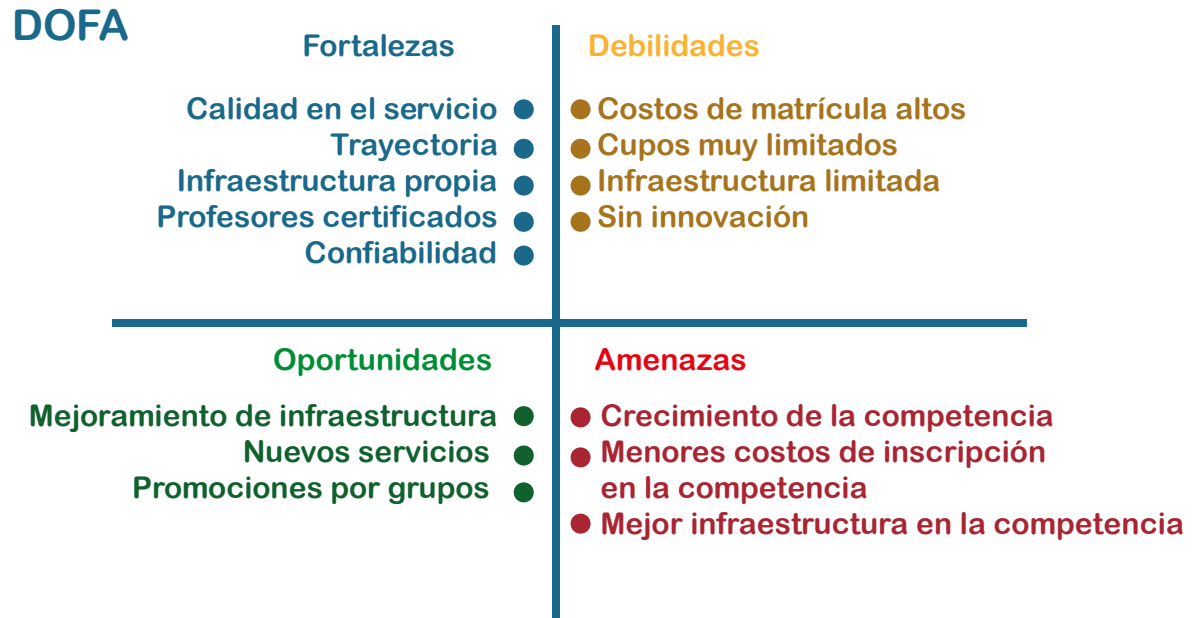 DOFA
Fortalezas
Calidad en el servicio
Trayectoria
Infraestructura propia
Profesores certificados
Confiabilidad
Debilidades
Costos de matrícula altos
Cupos muy limitados
Infraestructura limitada
Sin innovación
Oportunidades
Mejoramiento de infraestructura
Nuevos servicios
Promociones por grupos
Amenazas
Crecimiento de la competencia
Menores costos de inscripción
en la competencia
Mejor infraestructura en la competencia